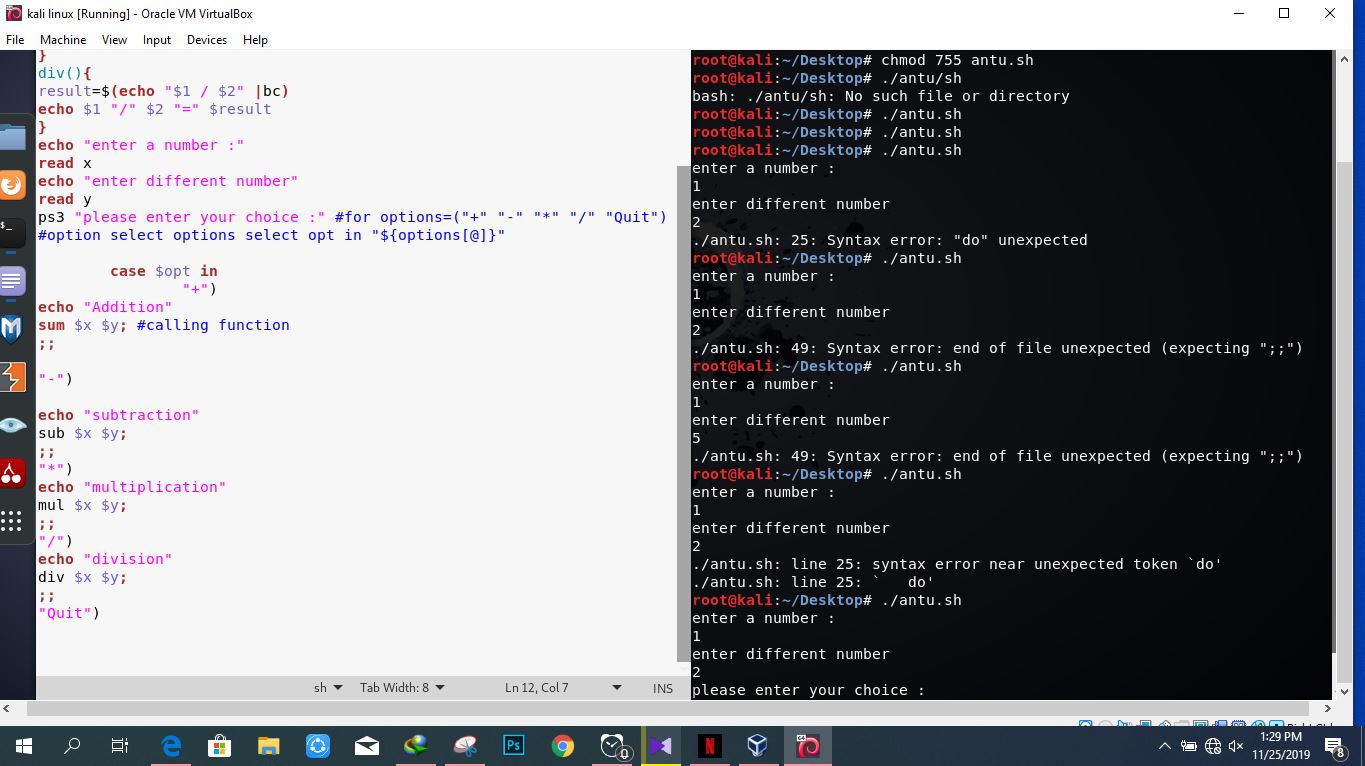 kali linux [Running] - Oracle VM VirtualBox
File Machine View Input Devices Help
}
div(){
result=$(echo "$1 / $2" |bc)
echo $1 "/" $2 "=" $result
}
echo "enter a number :"
read x
echo "enter different number"
read y
ps3 "please enter your choice :" #for options=("+" "-" "*" "/" "Quit")
#option select options select opt in "${options[@]}"
case $opt in
"+")
echo "Addition"
sum $x $y; #calling function
;;
"-")
echo "subtraction"
sub $x $y;
;;
"*")
echo "multiplication"
mul $x $y;
;;
"/")
echo "division"
div $x $y;
;;
"Quit")
sh Tab Width: 8 Ln 12, Col 7 INS
root@kali:~/Desktop# chmod 755 antu.sh
root@kali:~/Desktop# ./antu/sh
bash: ./antu/sh: No such file or directory
root@kali:~/Desktop# ./antu.sh
root@kali:~/Desktop# ./antu.sh
root@kali:~/Desktop# ./antu.sh
enter a number :
1
enter different number
2
./antu.sh: 25: Syntax error: "do" unexpected
root@kali:~/Desktop# ./antu.sh
enter a number :
1
enter different number
2
./antu.sh: 49: Syntax error: end of file unexpected (expecting ";;")
root@kali:~/Desktop# ./antu.sh
enter a number :
1
enter different number
5
./antu.sh: 49: Syntax error: end of file unexpected (expecting ";;")
root@kali:~/Desktop# ./antu.sh
enter a number :
1
enter different number
2
./antu.sh: line 25: syntax error near unexpected token `do'
./antu.sh: line 25: `   do'
root@kali:~/Desktop# ./antu.sh
enter a number :
1
enter different number
2
please enter your choice :
Ps
N
0
1:29 PM
11/25/2019
8